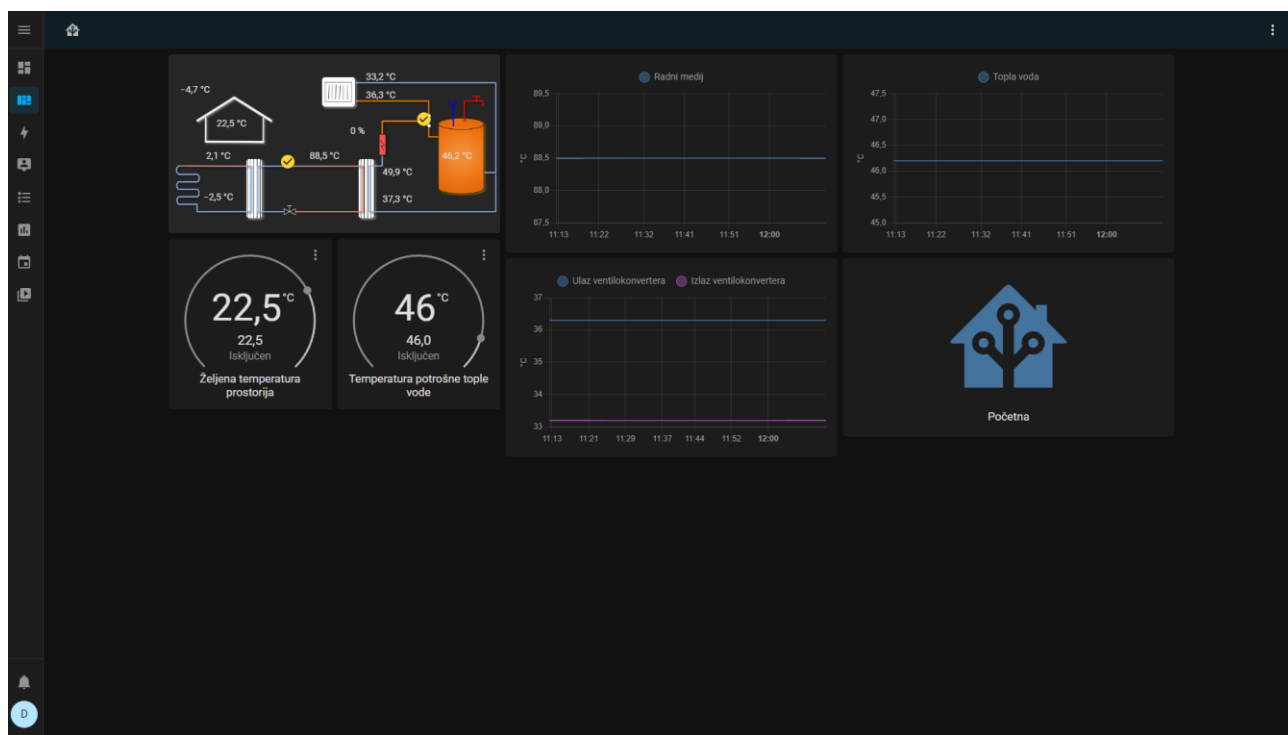 −4,7 °C
33,2 °C
36,3 °C
22,5 °C
0 %
2,1 °C
88,5 °C
46,2 °C
49,9 °C
−2,5 °C
37,3 °C
Radni medij
89,5
89,0
88,5
88,0
87,5
°C
11:13 11:22 11:32 11:41 11:51 12:00
Topla voda
47,5
47,0
46,5
46,0
45,0
°C
11:13 11:22 11:32 11:41 11:51 12:00
22,5 °C
22,5
Isključen
Željena temperatura
prostorija
46 °C
46,0
Isključen
Temperatura potrošne tople
vode
Ulaz ventilokonvertera Izlaz ventilokonvertera
37
36
35
34
33
°C
11:13 11:21 11:29 11:37 11:44 11:52 12:00
Početna
D